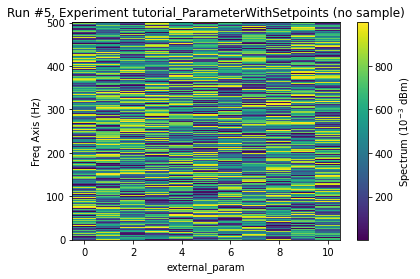 Run #5, Experiment tutorial_ParameterWithSetpoints (no sample)
500
400
300
200
100
0
Freq Axis (Hz)
0 2 4 6 8 10
external_param
800
600
400
200
Spectrum (10⁻³ dBm)